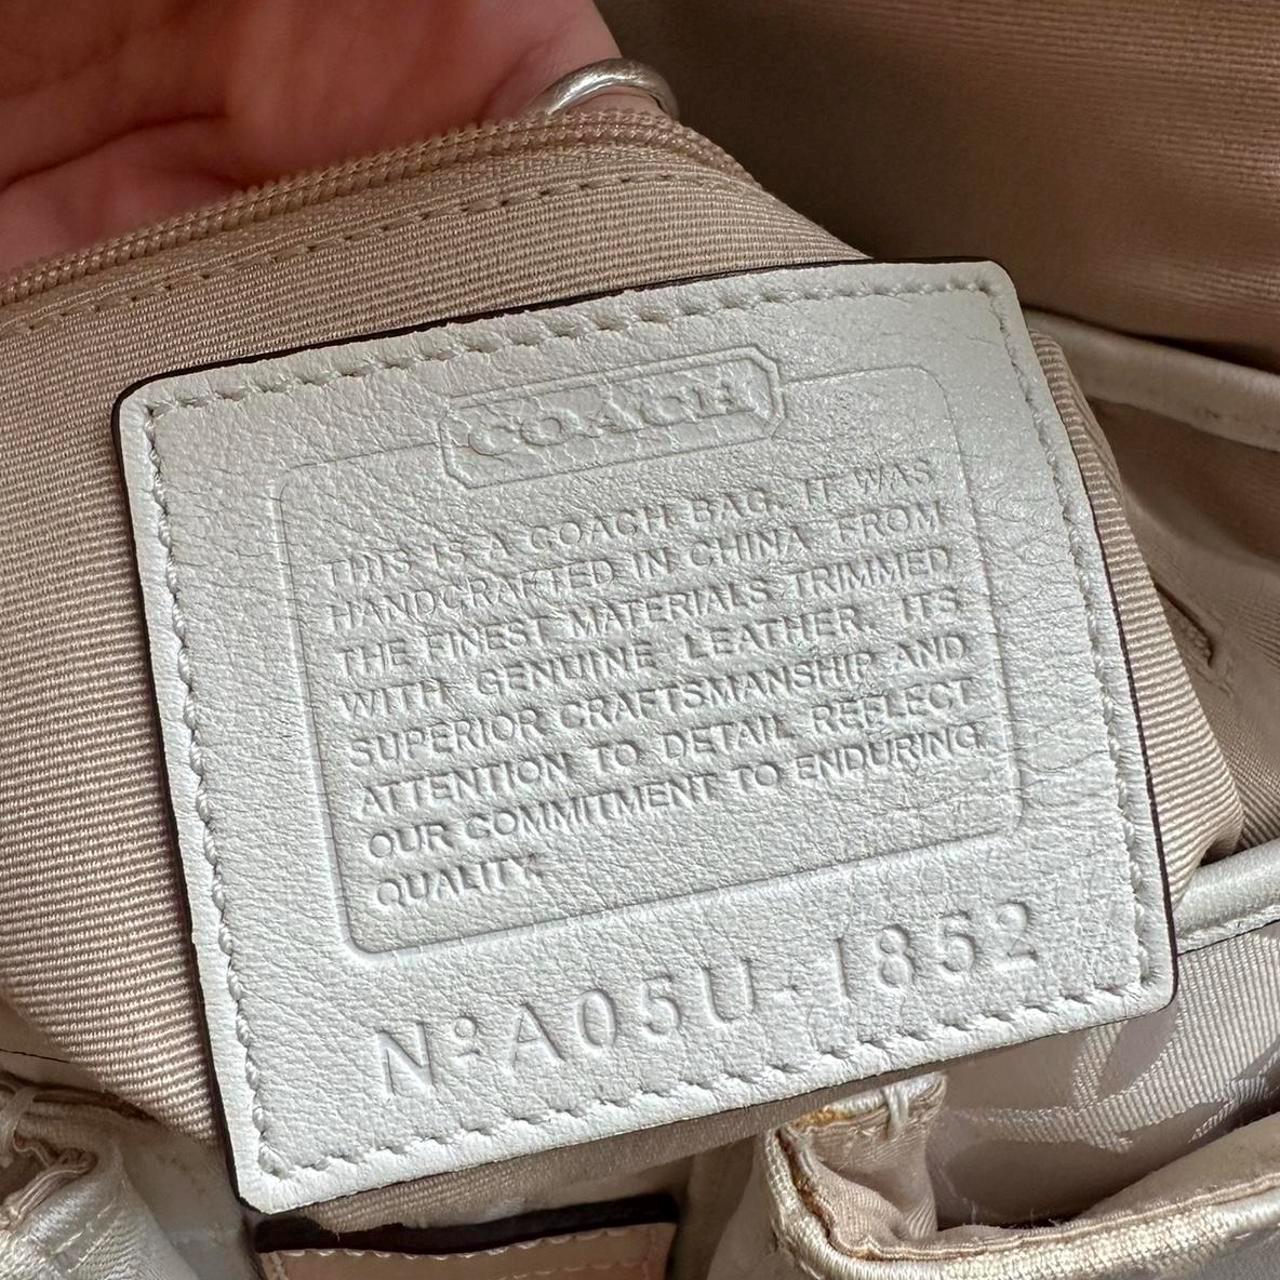 COACH
THIS IS A COACH BAG. IT WAS
HANDCRAFTED IN CHINA FROM
THE FINEST MATERIALS TRIMMED
WITH GENUINE LEATHER. ITS
SUPERIOR CRAFTSMANSHIP AND
ATTENTION TO DETAIL REFLECT
OUR COMMITMENT TO ENDURING
QUALITY.
Nº A05U-1852